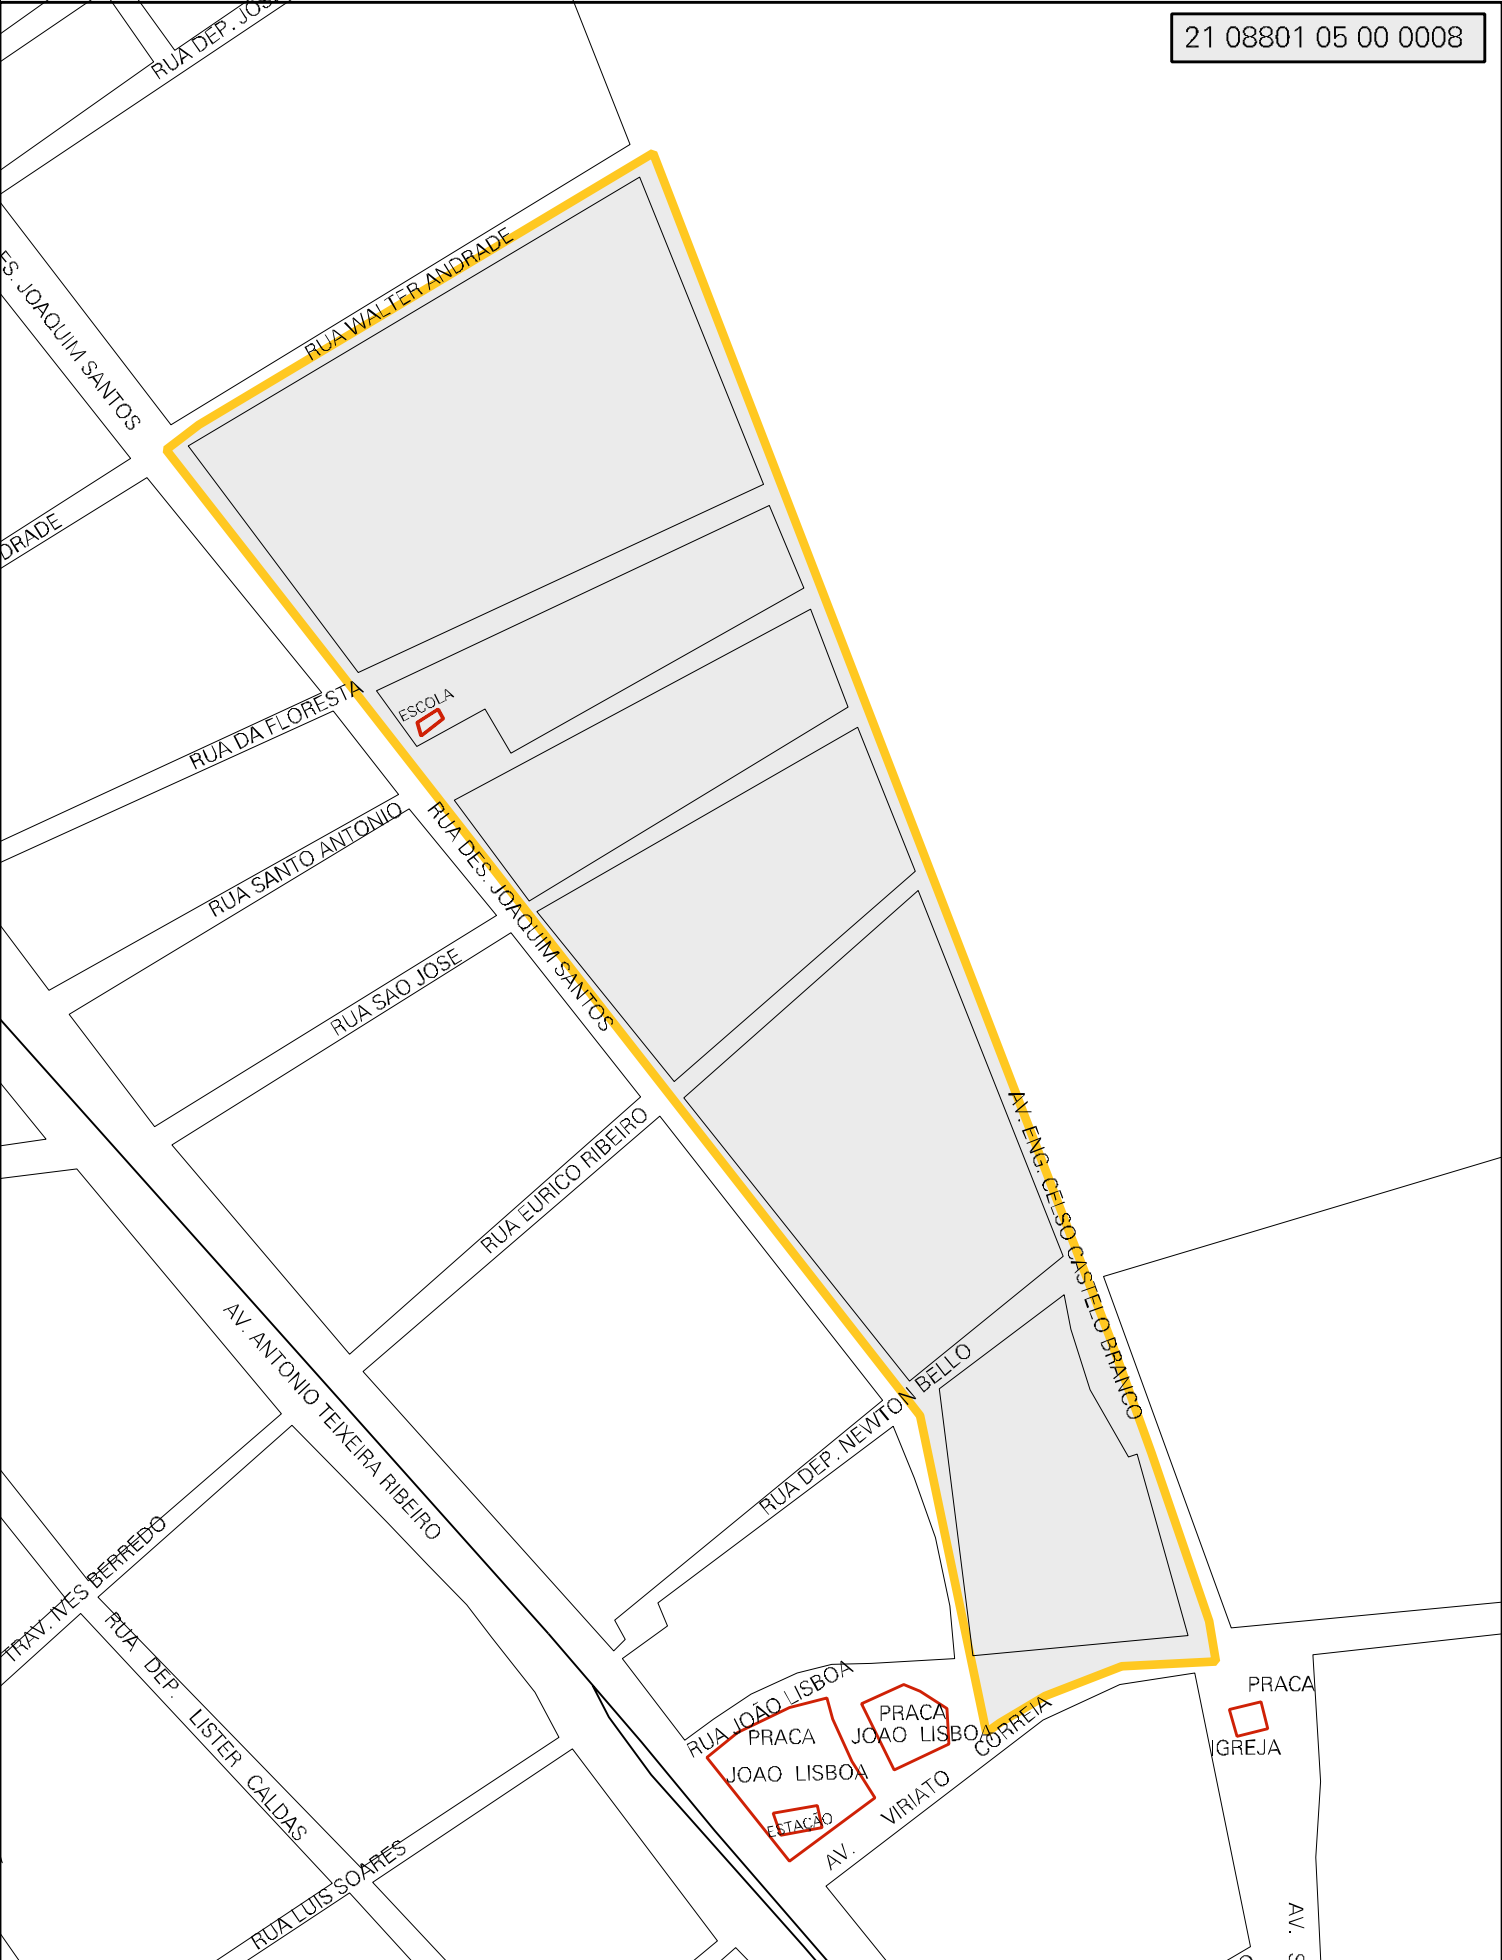 RUA DEP. JOSÉ
21 08801 05 00 0008
RUA WALTER ANDRADE
ES. JOAQUIM SANTOS
DRADE
ESCOLA
RUA DA FLORESTA
RUA SANTO ANTONIO
RUA DES. JOAQUIM SANTOS
RUA SAO JOSE
RUA EURICO RIBEIRO
AV. ENG. CELSO CASTELO BRANCO
AV. ANTONIO TEIXEIRA RIBEIRO
RUA DEP. NEWTON BELLO
TRAV. IVES BERREDO
RUA DEP. LISTER CALDAS
RUA JOÃO LISBOA
PRACA
JOAO LISBOA
PRACA
JOAO LISBOA
ESTAÇÃO
AV. VIRIATO CORREIA
PRACA
IGREJA
RUA LUIS SOARES
AV. S